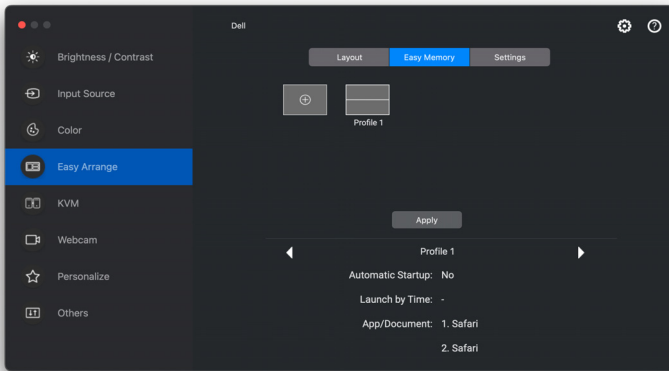 Dell
Brightness / Contrast
Input Source
Color
Easy Arrange
KVM
Webcam
Personalize
Others
Layout Easy Memory Settings
Profile 1
Apply
Profile 1
Automatic Startup: No
Launch by Time: -
App/Document: 1. Safari
2. Safari